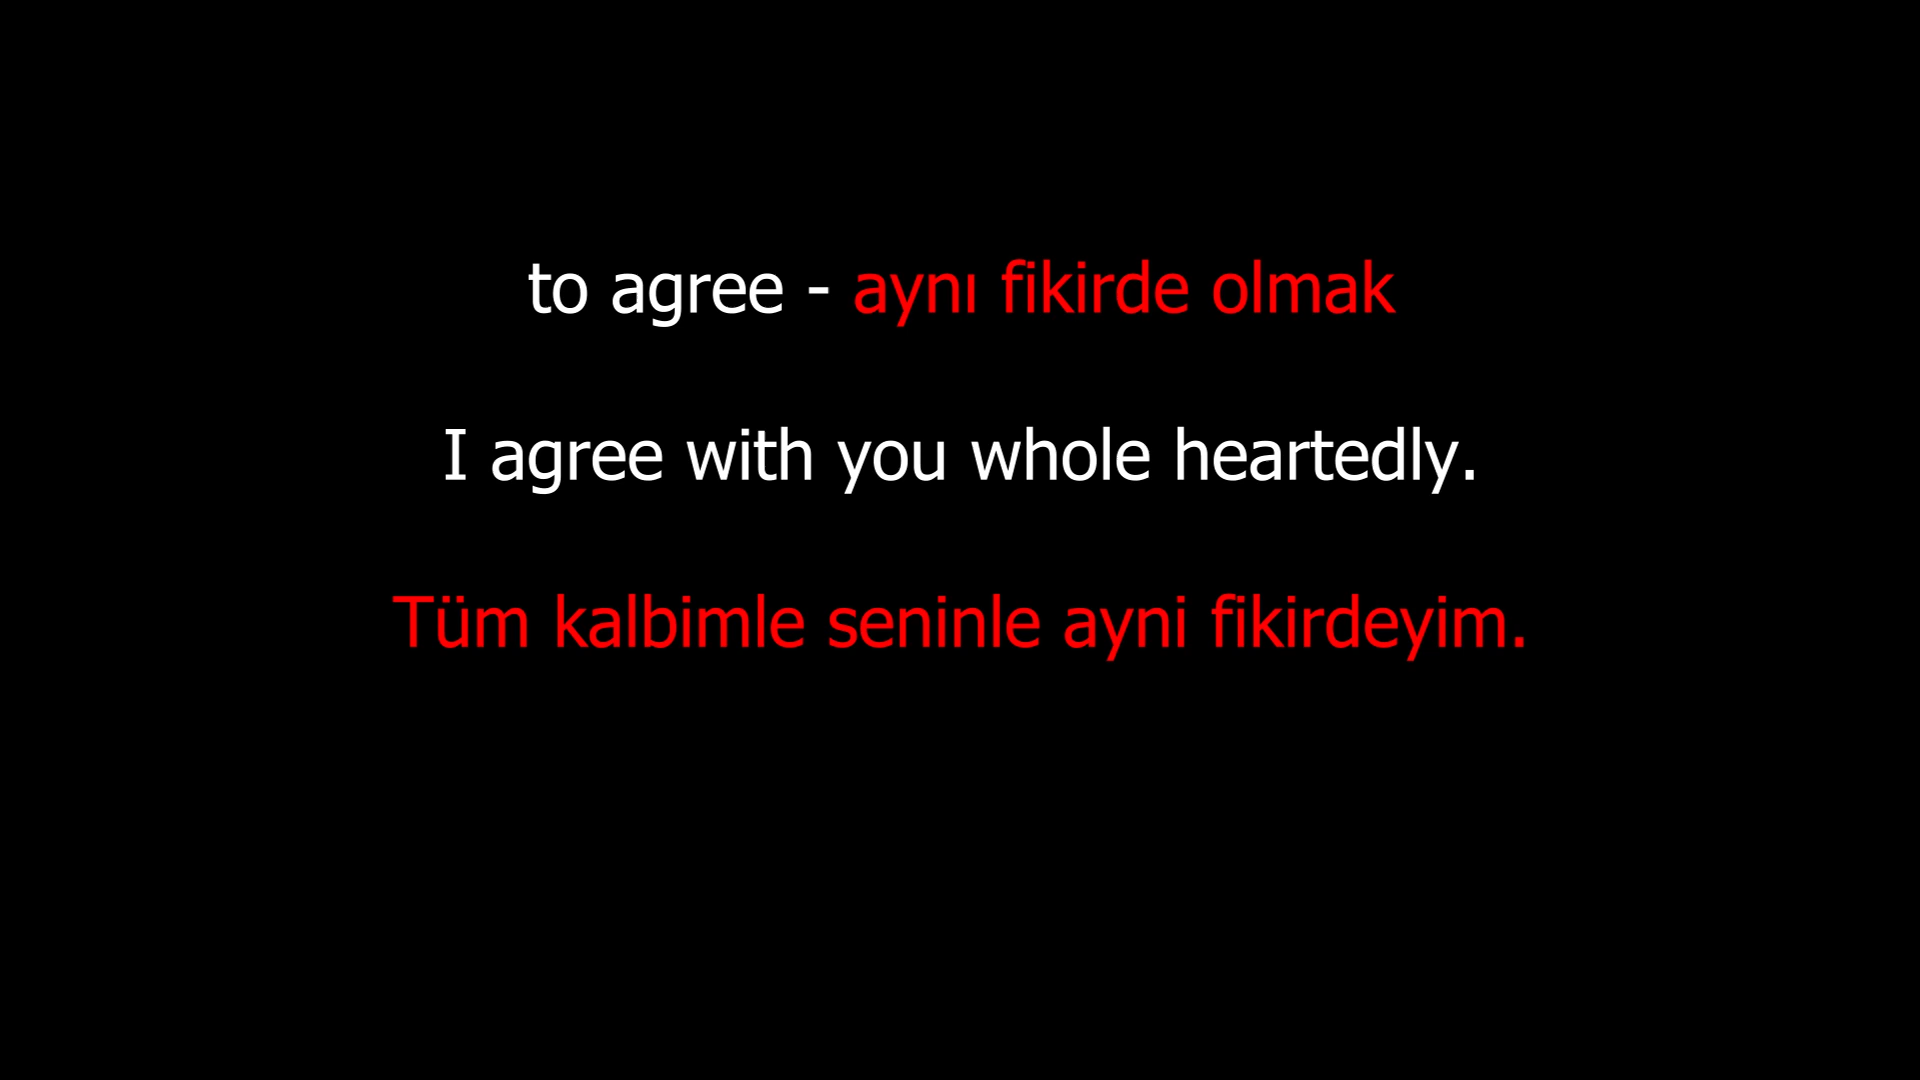 to agree - aynı fikirde olmak
I agree with you whole heartedly.
Tüm kalbimle seninle ayni fikirdeyim.